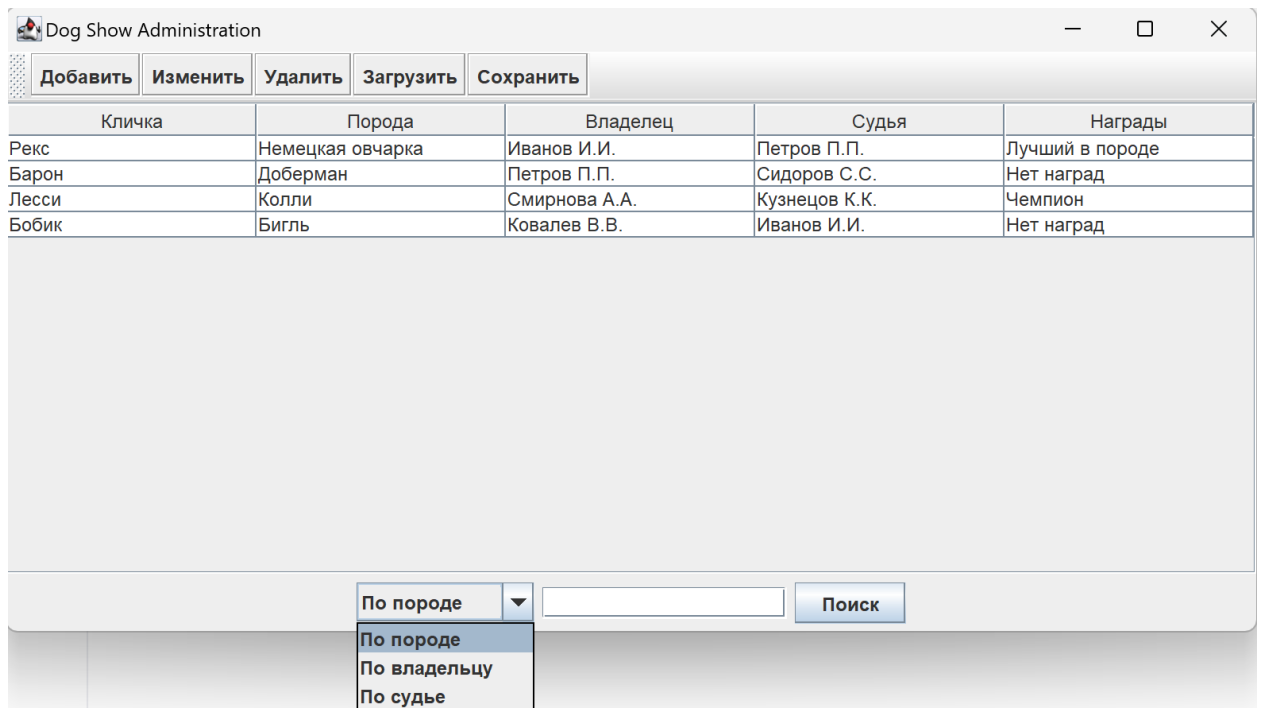 Dog Show Administration
Добавить Изменить Удалить Загрузить Сохранить
Кличка Порода Владелец Судья Награды
Рекс Немецкая овчарка Иванов И.И. Петров П.П. Лучший в породе
Барон Доберман Петров П.П. Сидоров С.С. Нет наград
Лесси Колли Смирнова А.А. Кузнецов К.К. Чемпион
Бобик Бигль Ковалев В.В. Иванов И.И. Нет наград
По породе Поиск
По породе
По владельцу
По судье